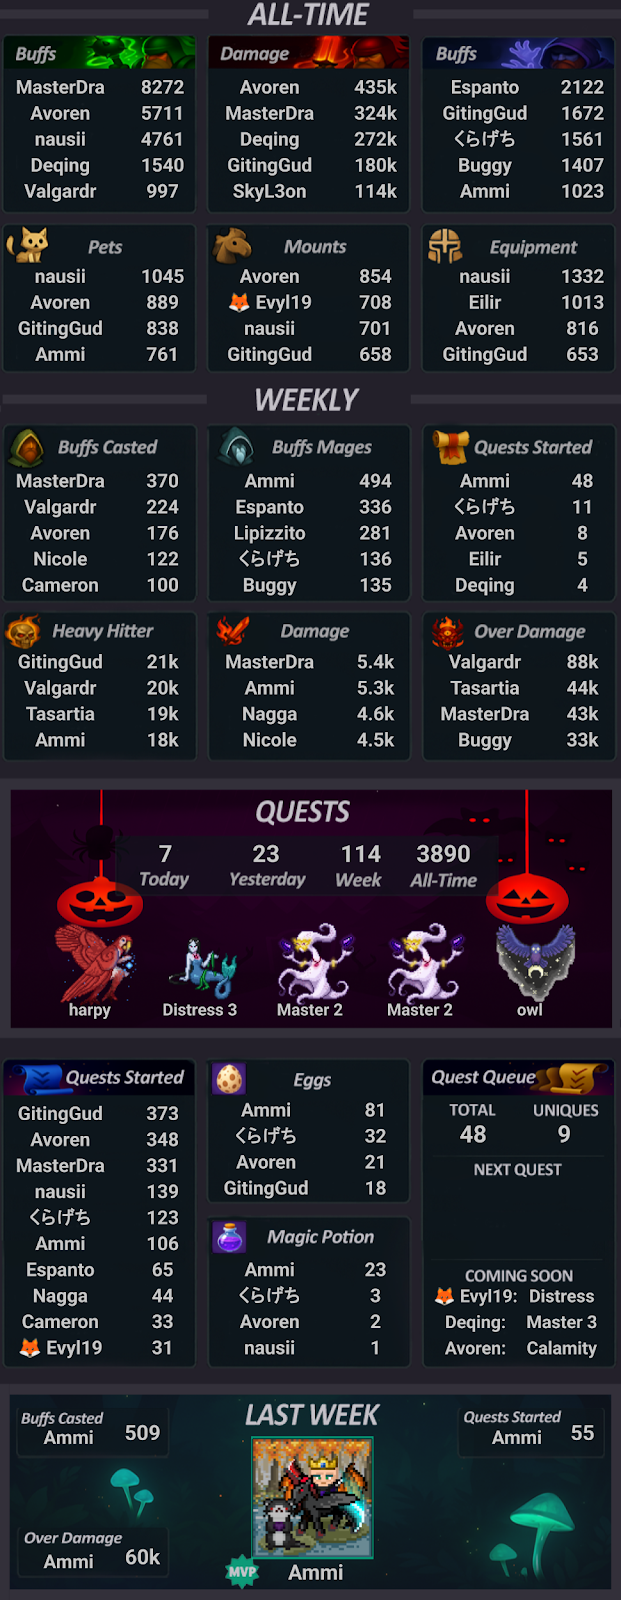 ALL-TIME
Buffs
MasterDra 8272
Avoren 5711
nausii 4761
Deqing 1540
Valgardr 997
Damage
Avoren 435k
MasterDra 324k
Deqing 272k
GitingGud 180k
SkyL3on 114k
Buffs
Espanto 2122
GitingGud 1672
くらげち 1561
Buggy 1407
Ammi 1023
Pets
nausii 1045
Avoren 889
GitingGud 838
Ammi 761
Mounts
Avoren 854
🦊 Evyl19 708
nausii 701
GitingGud 658
Equipment
nausii 1332
Eilir 1013
Avoren 816
GitingGud 653
WEEKLY
Buffs Casted
MasterDra 370
Valgardr 224
Avoren 176
Nicole 122
Cameron 100
Buffs Mages
Ammi 494
Espanto 336
Lipizzito 281
くらげち 136
Buggy 135
Quests Started
Ammi 48
くらげち 11
Avoren 8
Eilir 5
Deqing 4
Heavy Hitter
GitingGud 21k
Valgardr 20k
Tasartia 19k
Ammi 18k
Damage
MasterDra 5.4k
Ammi 5.3k
Nagga 4.6k
Nicole 4.5k
Over Damage
Valgardr 88k
Tasartia 44k
MasterDra 43k
Buggy 33k
QUESTS
7 23 114 3890
Today Yesterday Week All-Time
harpy Distress 3 Master 2 Master 2 owl
Quests Started
GitingGud 373
Avoren 348
MasterDra 331
nausii 139
くらげち 123
Ammi 106
Espanto 65
Nagga 44
Cameron 33
🦊 Evyl19 31
Eggs
Ammi 81
くらげち 32
Avoren 21
GitingGud 18
Magic Potion
Ammi 23
くらげち 3
Avoren 2
nausii 1
Quest Queue
TOTAL UNIQUES
48 9
NEXT QUEST
COMING SOON
🦊 Evyl19: Distress
Deqing: Master 3
Avoren: Calamity
LAST WEEK
Buffs Casted
Ammi 509
Quests Started
Ammi 55
Over Damage
Ammi 60k
MVP Ammi